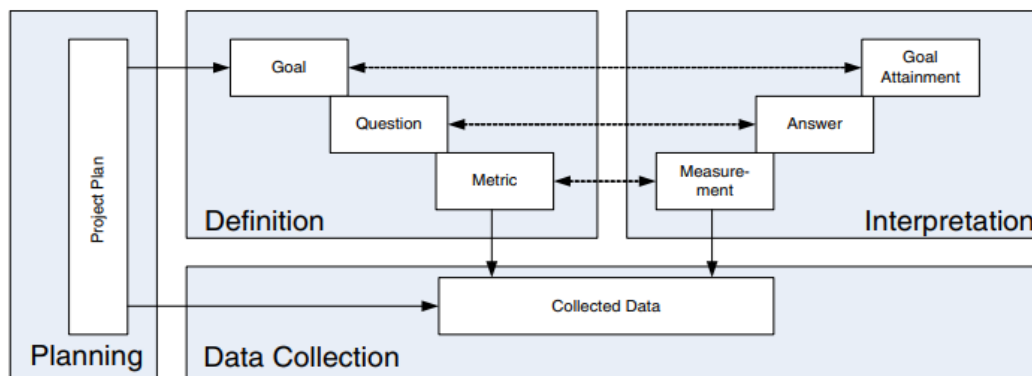 Project Plan
Planning
Goal
Question
Metric
Definition
Goal
Attainment
Answer
Measure-
ment
Interpretation
Collected Data
Data Collection